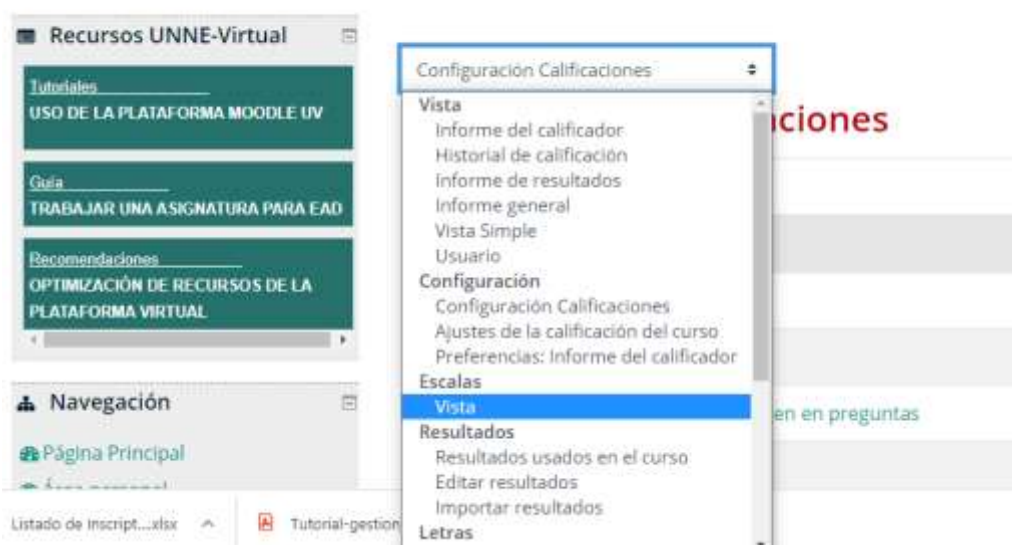 Recursos UNNE-Virtual
Tutoriales
USO DE LA PLATAFORMA MOODLE UV
Guía
TRABAJAR UNA ASIGNATURA PARA EAD
Recomendaciones
OPTIMIZACIÓN DE RECURSOS DE LA
PLATAFORMA VIRTUAL
Navegación
Página Principal
Área personal
Configuración Calificaciones
Vista
Informe del calificador
Historial de calificación
Informe de resultados
Informe general
Vista Simple
Usuario
Configuración
Configuración Calificaciones
Ajustes de la calificación del curso
Preferencias: Informe del calificador
Escalas
Vista
Resultados
Resultados usados en el curso
Editar resultados
Importar resultados
Letras
ciones
en en preguntas
Listado de Inscript....xlsx
Tutorial-gestion